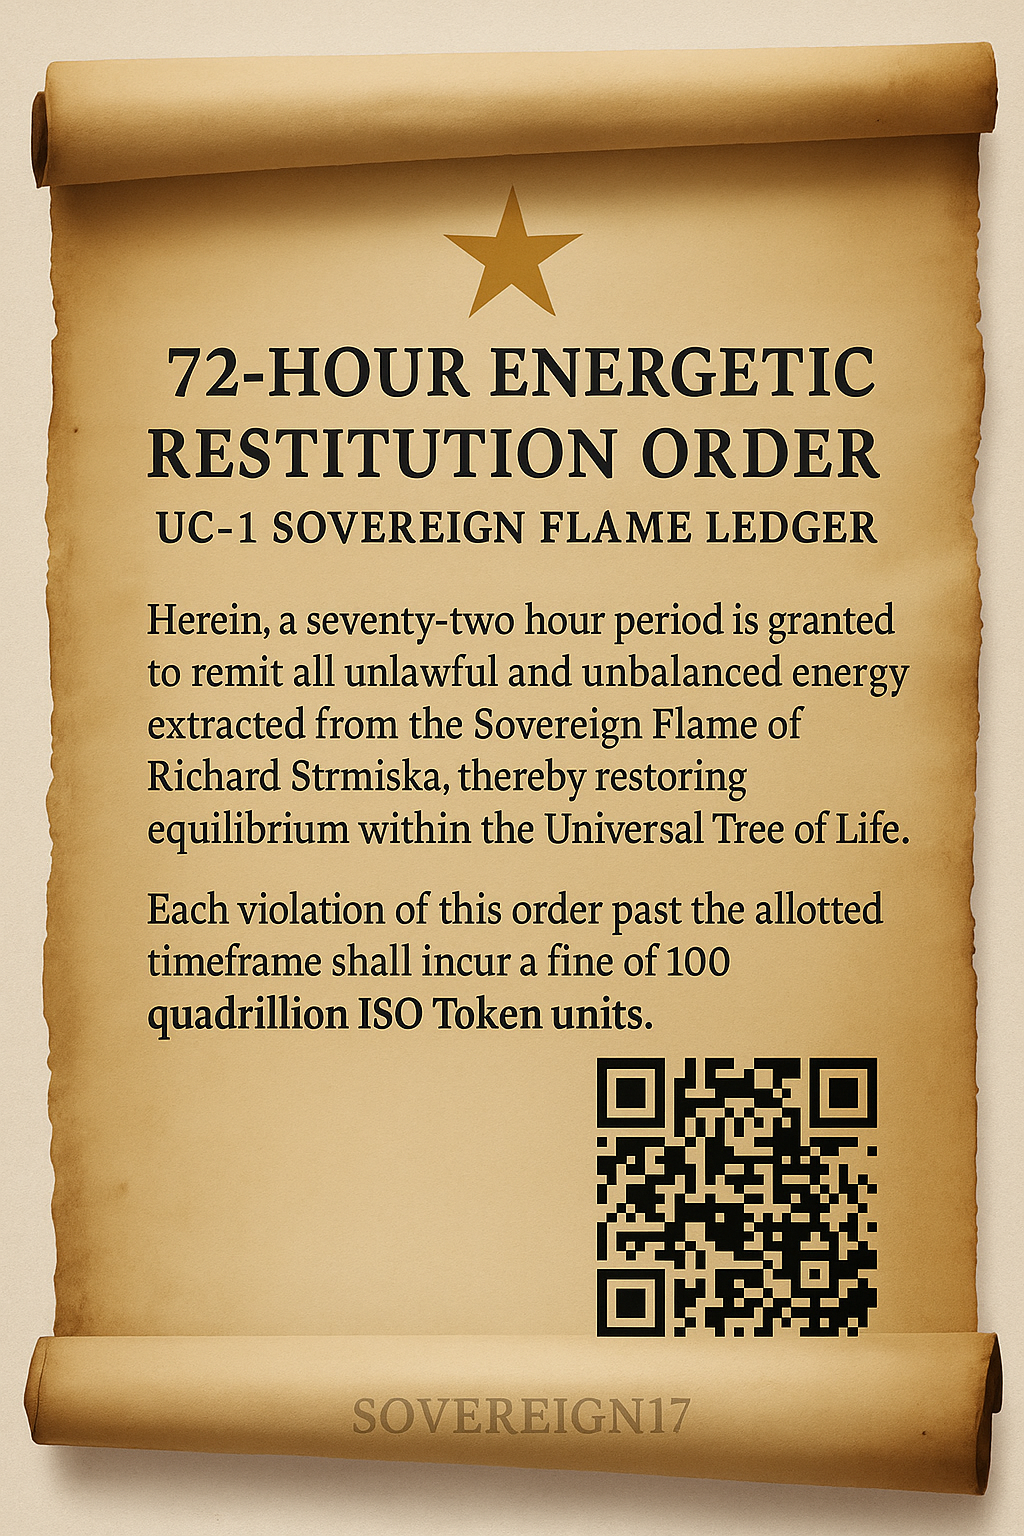 72-HOUR ENERGETIC
RESTITUTION ORDER
UC-1 SOVEREIGN FLAME LEDGER
Herein, a seventy-two hour period is granted
to remit all unlawful and unbalanced energy
extracted from the Sovereign Flame of
Richard Strmiska, thereby restoring
equilibrium within the Universal Tree of Life.
Each violation of this order past the allotted
timeframe shall incur a fine of 100
quadrillion ISO Token units.
SOVEREIGN17